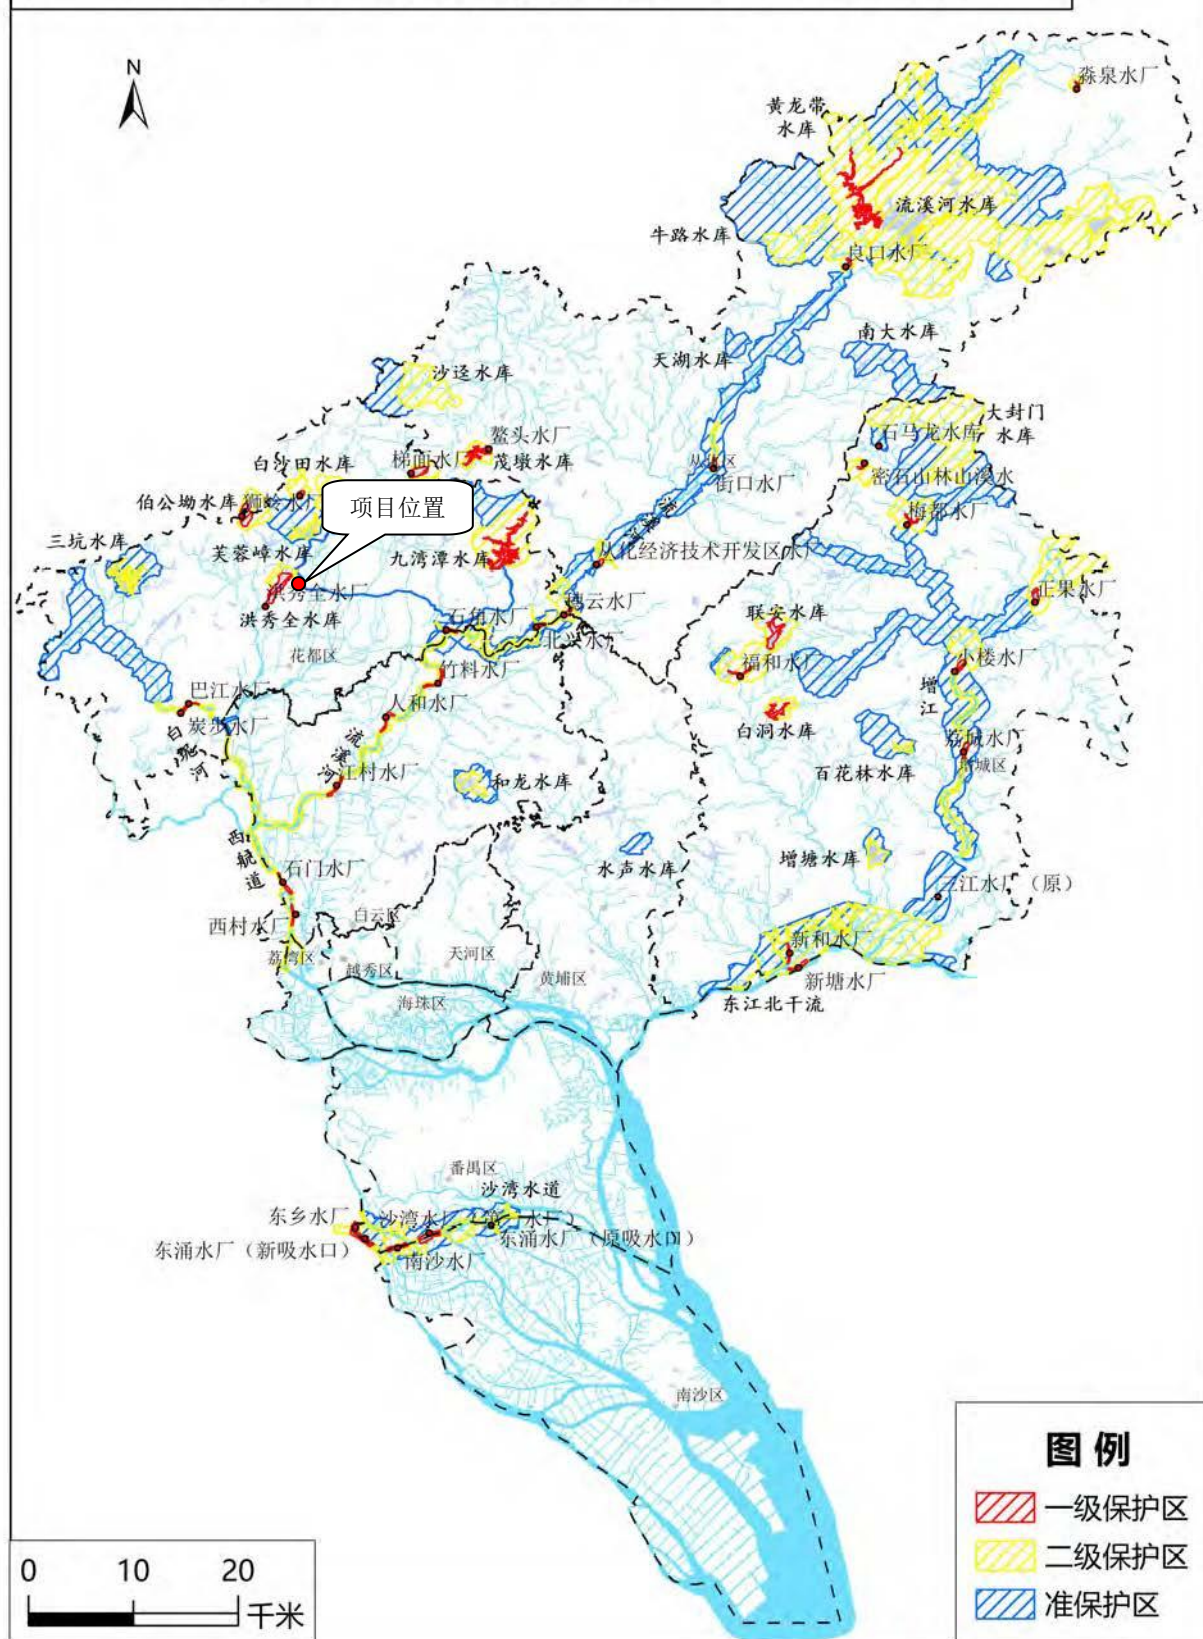 N
淼泉水厂
黄龙带
水库
流溪河水库
牛路水库
良口水厂
南大水库
天湖水库
沙迳水库
大封门
水库
石马龙水库
鳌头水厂
梯面水厂
茂墩水库
白沙田水库
从化区
街口水厂
密石山林山溪水
伯公坳水库
狮岭水厂
项目位置
梅都水厂
流溪河
三坑水库
芙蓉嶂水库
九湾潭水库
从化经济技术开发区水厂
洪秀全水厂
正果水厂
洪秀全水库
穗云水厂
联安水库
石角水厂
北兴水厂
花都区
竹料水厂
福和水厂
小楼水厂
巴江水厂
增江
炭步水厂
人和水厂
白洞水库
白坭河
流溪河
荔城水厂
增城区
百花林水库
江村水厂
和龙水库
西航道
水声水库
增塘水库
石门水厂
三江水厂（原）
白云区
西村水厂
新和水厂
荔湾区
越秀区
天河区
黄埔区
新塘水厂
海珠区
东江北干流
番禺区
沙湾水道
东乡水厂
沙湾水厂
东涌水厂（新吸水口）
东涌水厂（原吸水口）
南沙水厂
南沙区
图例
一级保护区
二级保护区
准保护区
0 10 20
千米